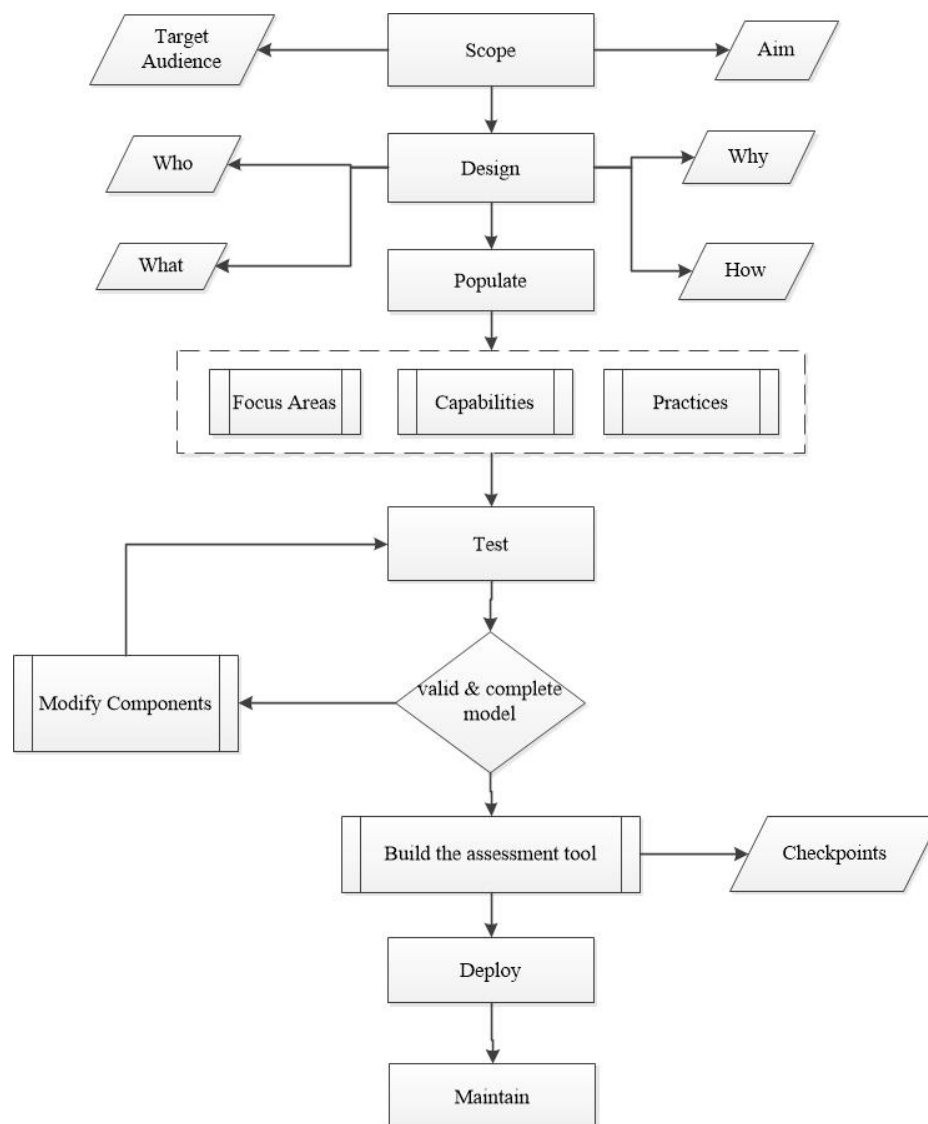 Target
Audience
Scope
Aim
Who
Design
Why
What
Populate
How
Focus Areas
Capabilities
Practices
Test
Modify Components
valid & complete
model
Build the assessment tool
Checkpoints
Deploy
Maintain